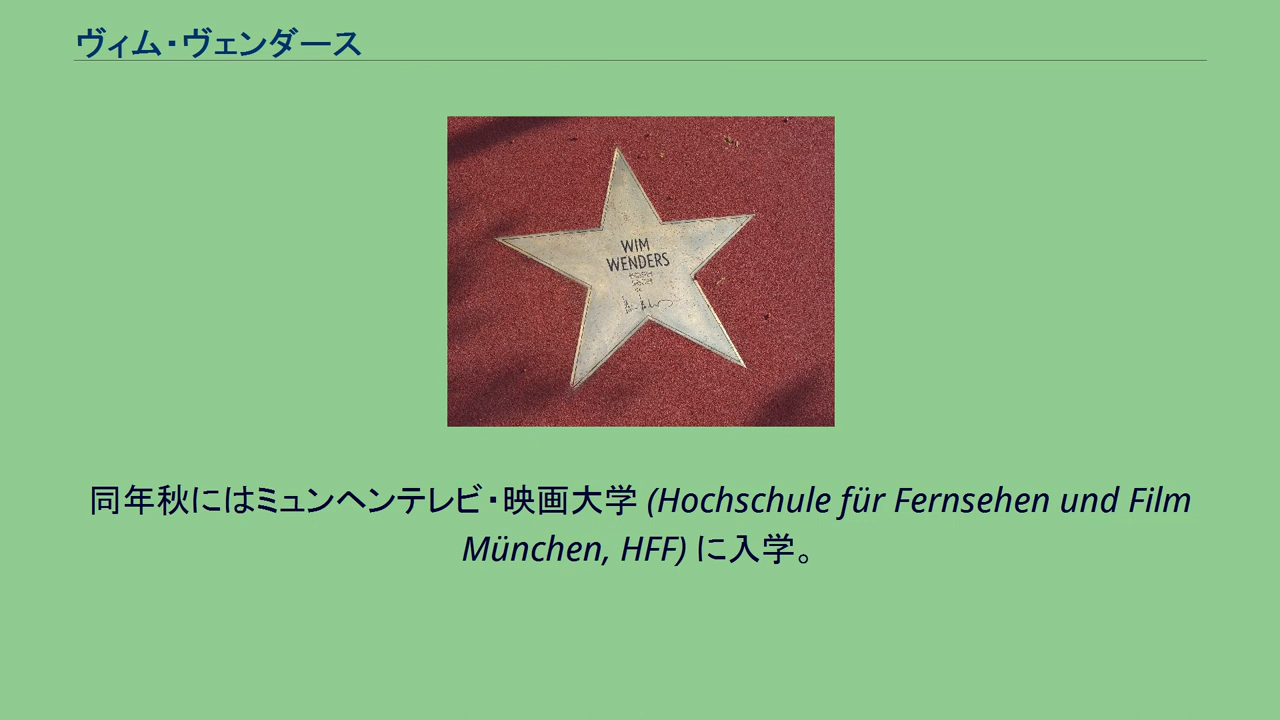 ヴィム・ヴェンダース
WIM
WENDERS
同年秋にはミュンヘンテレビ・映画大学 (Hochschule für Fernsehen und Film
München, HFF) に入学。